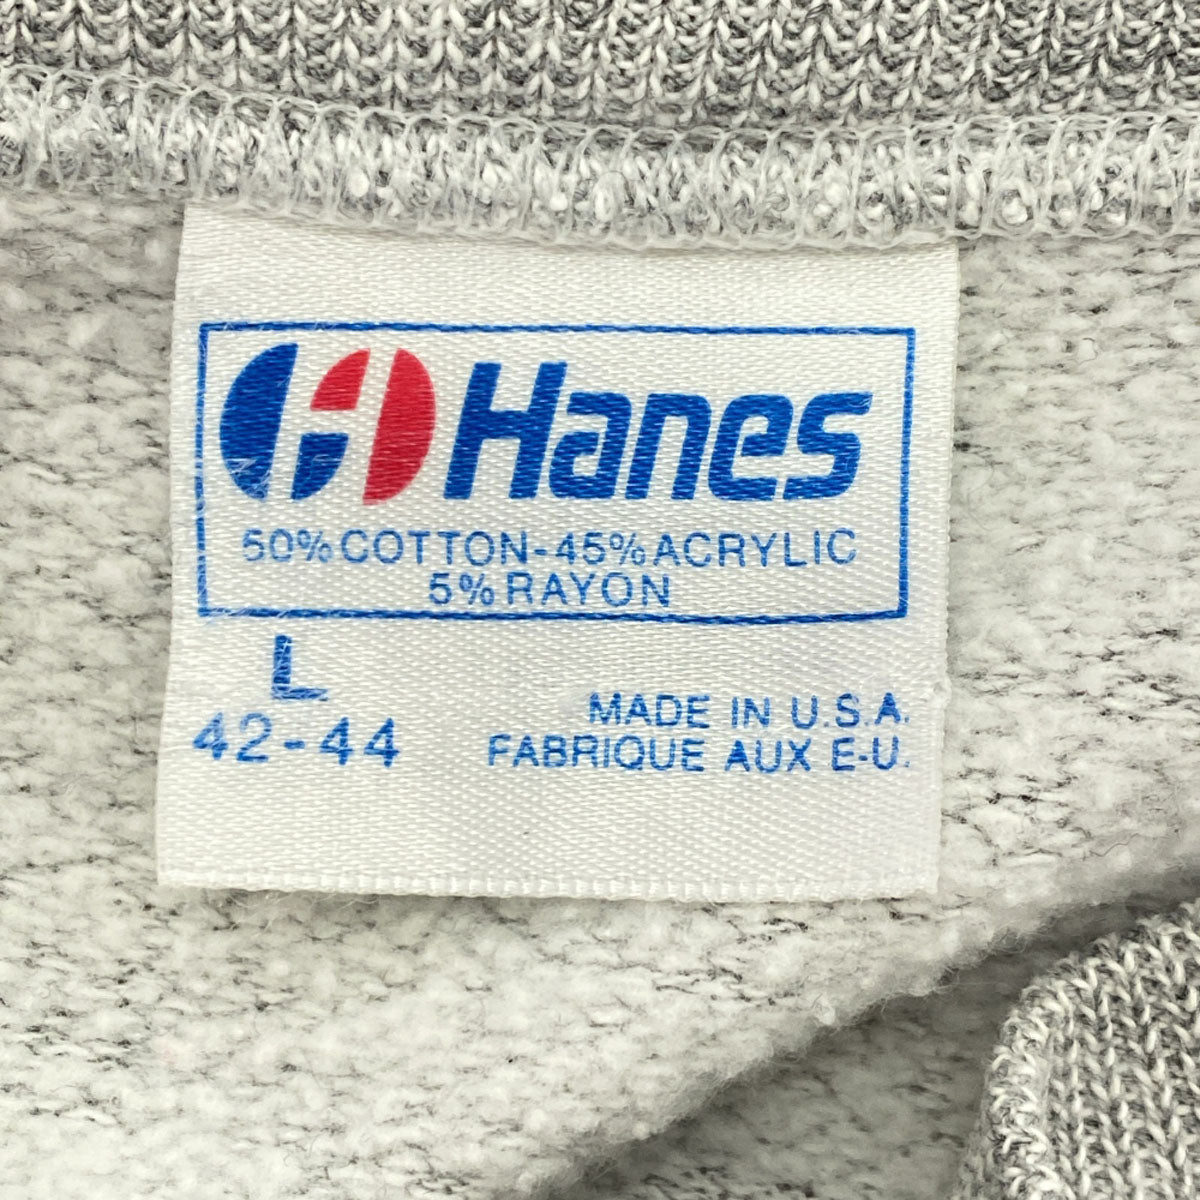 Hanes
50% COTTON-45% ACRYLIC
5% RAYON
L
42-44
MADE IN U.S.A.
FABRIQUE AUX E-U.